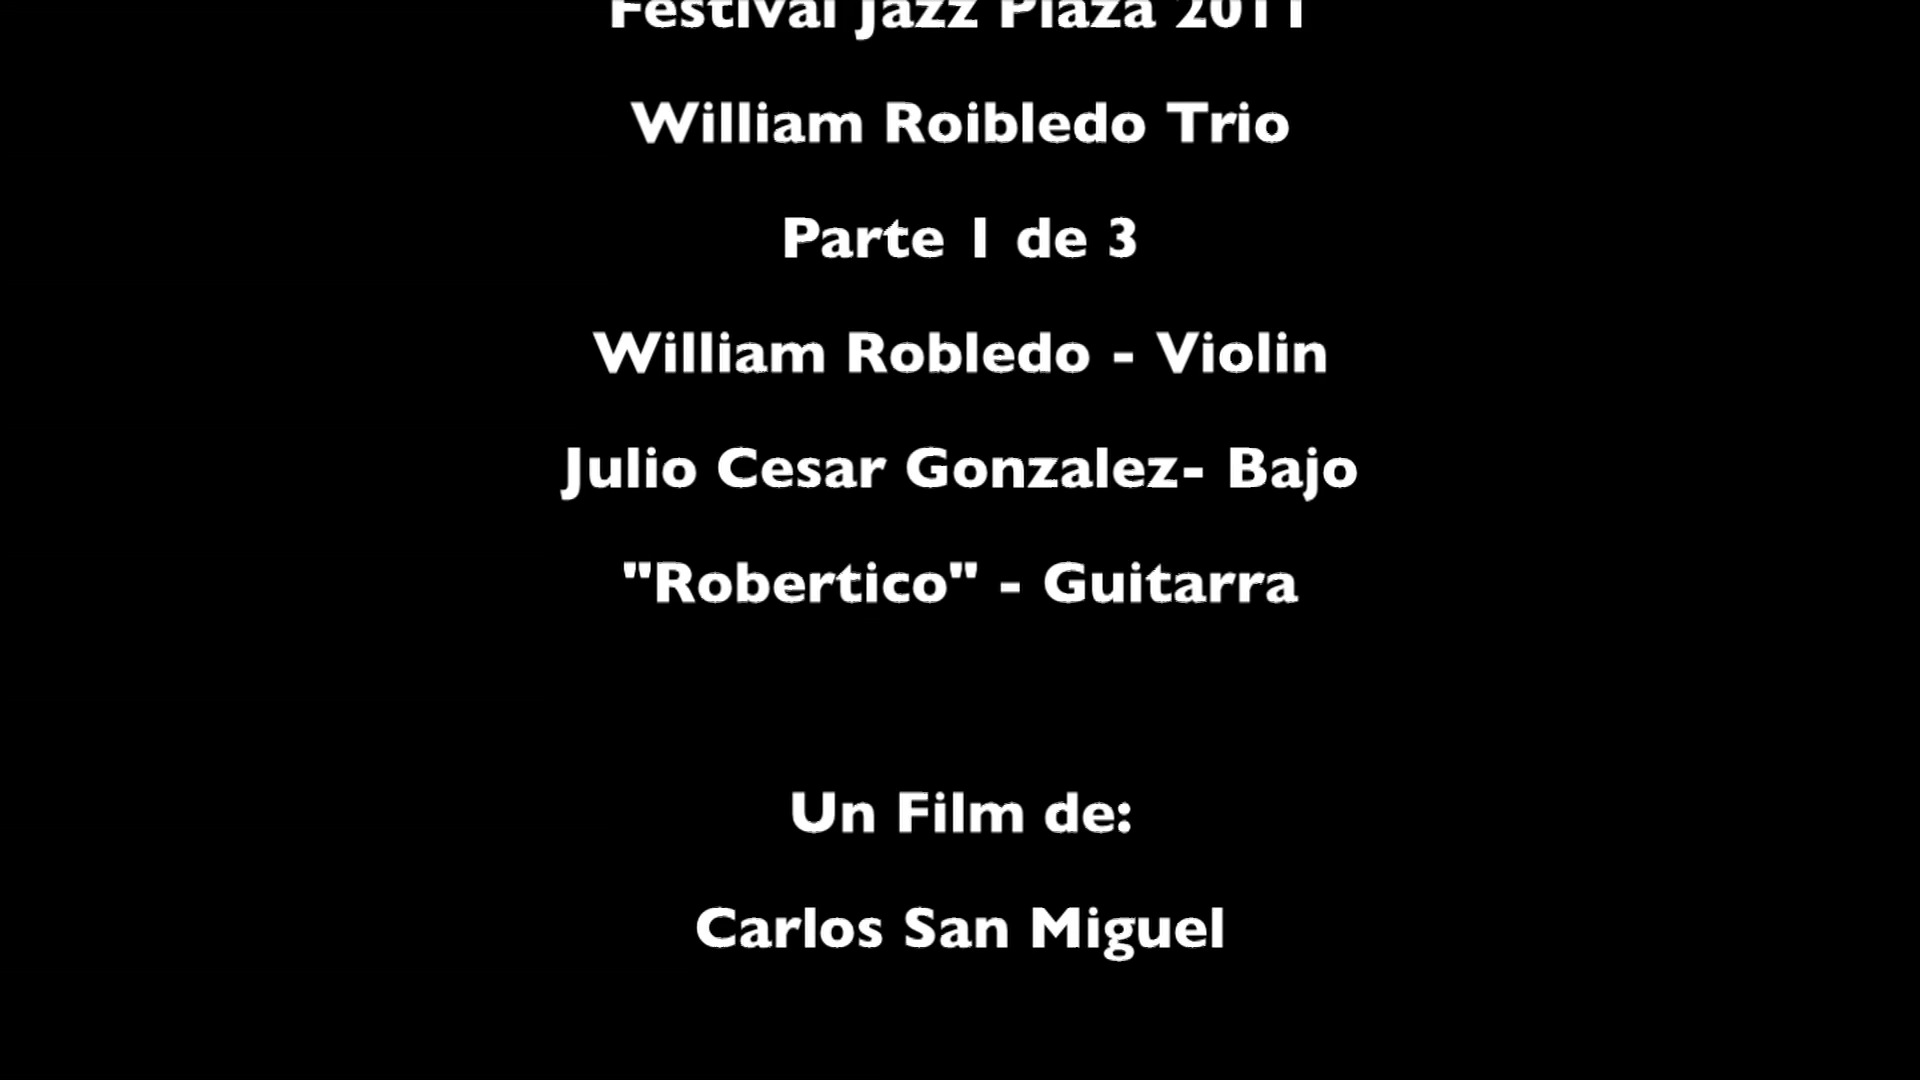 Festival Jazz Plaza 2011
William Roibledo Trio
Parte 1 de 3
William Robledo - Violin
Julio Cesar Gonzalez- Bajo
"Robertico" - Guitarra
Un Film de:
Carlos San Miguel